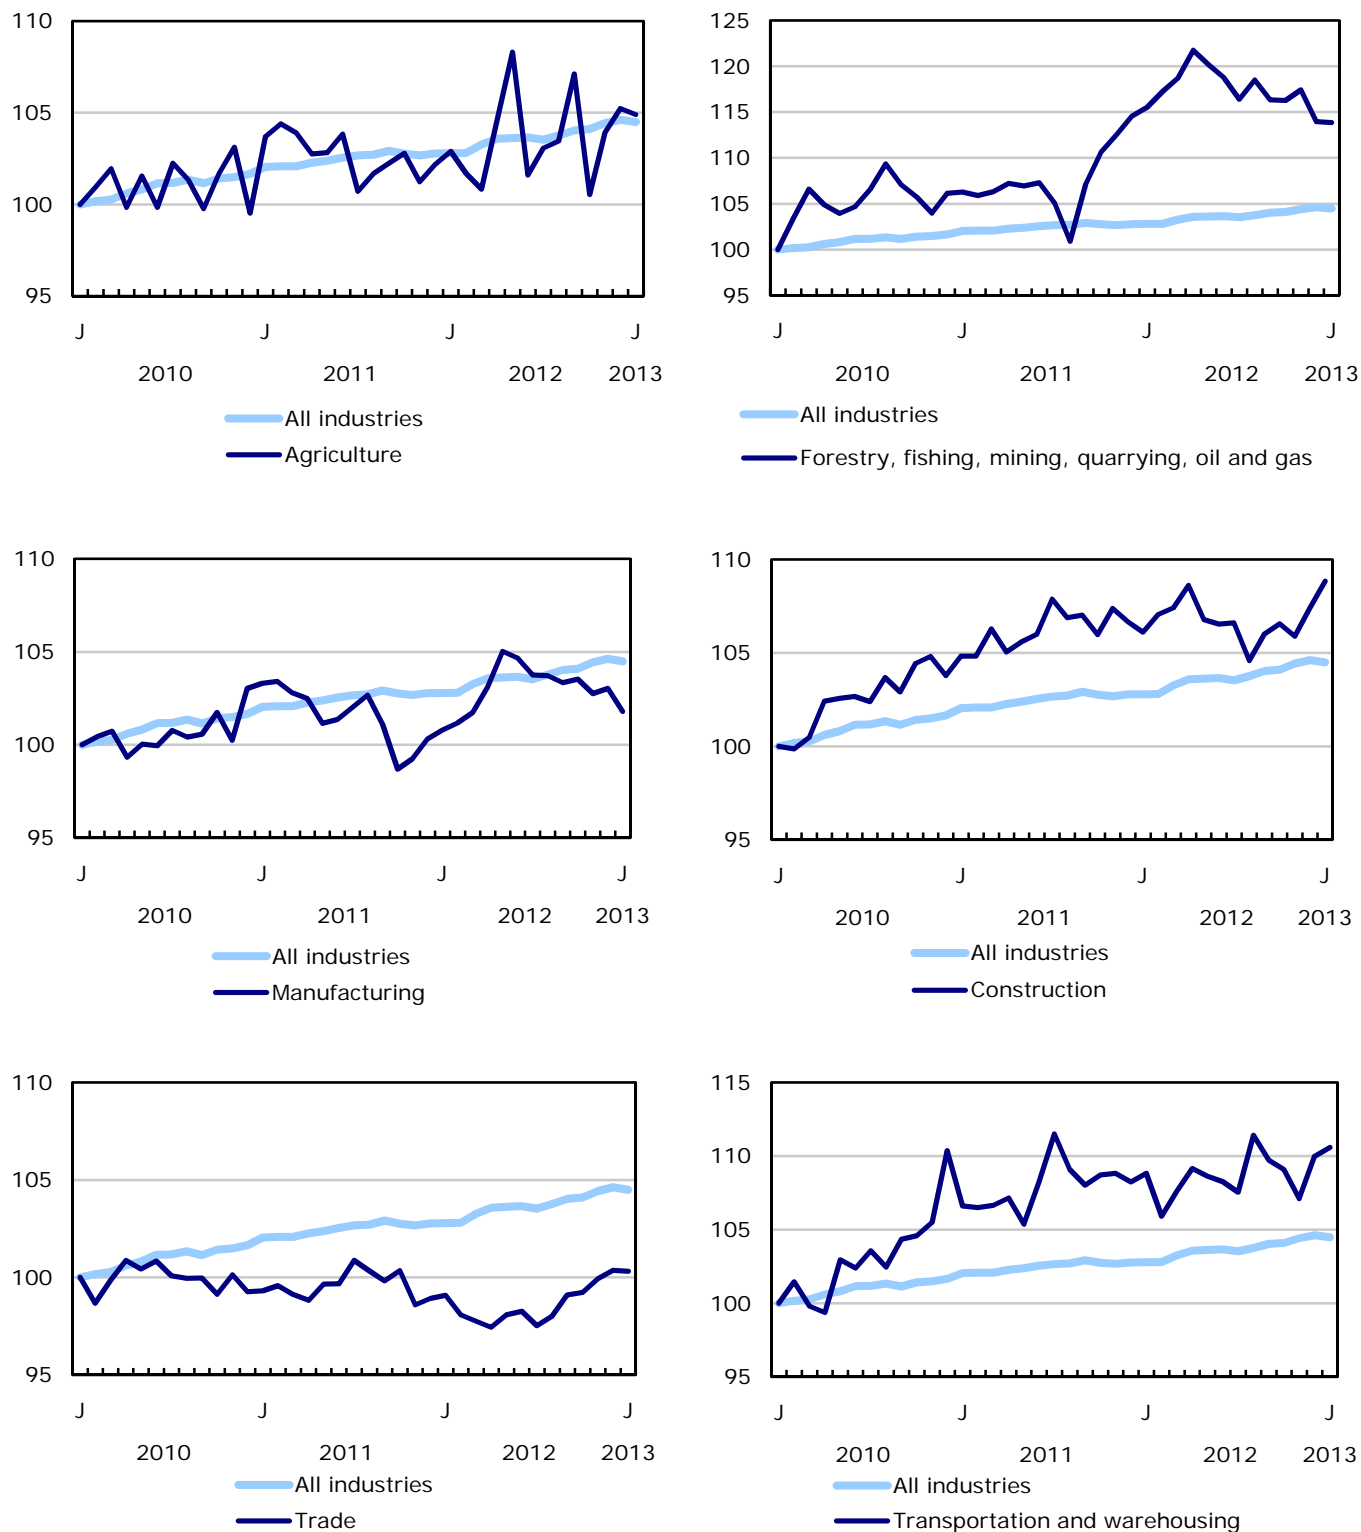 110
105
100
95
J J J J
2010 2011 2012 2013
All industries
Agriculture
125
120
115
110
105
100
95
J J J J
2010 2011 2012 2013
All industries
Forestry, fishing, mining, quarrying, oil and gas
110
105
100
95
J J J J
2010 2011 2012 2013
All industries
Manufacturing
110
105
100
95
J J J J
2010 2011 2012 2013
All industries
Construction
110
105
100
95
J J J J
2010 2011 2012 2013
All industries
Trade
115
110
105
100
95
J J J J
2010 2011 2012 2013
All industries
Transportation and warehousing